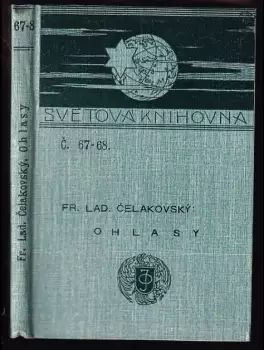 67-8
Fr. Lad. Čelakovský, Ohlasy
SVĚTOVÁ KNIHOVNA
Č. 67-68.
FR. LAD. ČELAKOVSKÝ:
OHLASY